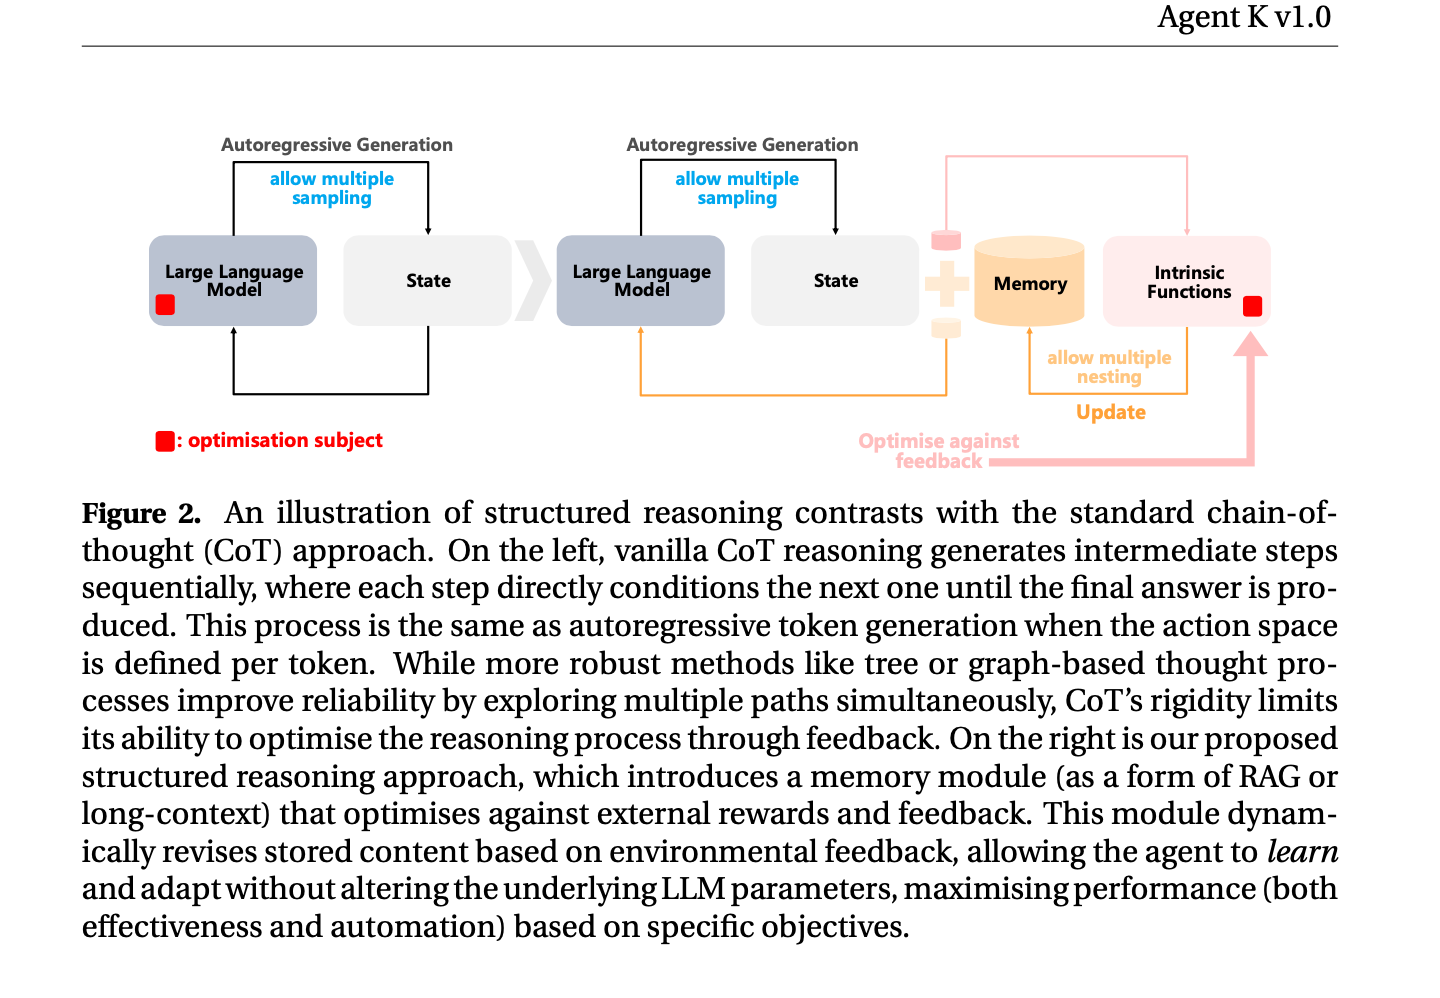 Agent K v1.0
Autoregressive Generation
allow multiple
sampling
Large Language
Model
State
: optimisation subject
Autoregressive Generation
allow multiple
sampling
Large Language
Model
State
Memory
Intrinsic
Functions
allow multiple
nesting
Update
Optimise against
feedback
Figure 2. An illustration of structured reasoning contrasts with the standard chain-of-
thought (CoT) approach. On the left, vanilla CoT reasoning generates intermediate steps
sequentially, where each step directly conditions the next one until the final answer is pro-
duced. This process is the same as autoregressive token generation when the action space
is defined per token. While more robust methods like tree or graph-based thought pro-
cesses improve reliability by exploring multiple paths simultaneously, CoT’s rigidity limits
its ability to optimise the reasoning process through feedback. On the right is our proposed
structured reasoning approach, which introduces a memory module (as a form of RAG or
long-context) that optimises against external rewards and feedback. This module dynam-
ically revises stored content based on environmental feedback, allowing the agent to learn
and adapt without altering the underlying LLM parameters, maximising performance (both
effectiveness and automation) based on specific objectives.